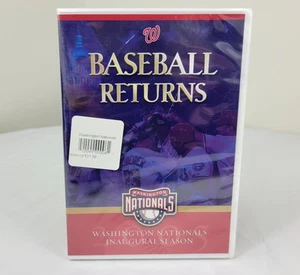 W
BASEBALL
RETURNS
WASHINGTON
NATIONALS
WASHINGTON NATIONALS
INAUGURAL SEASON